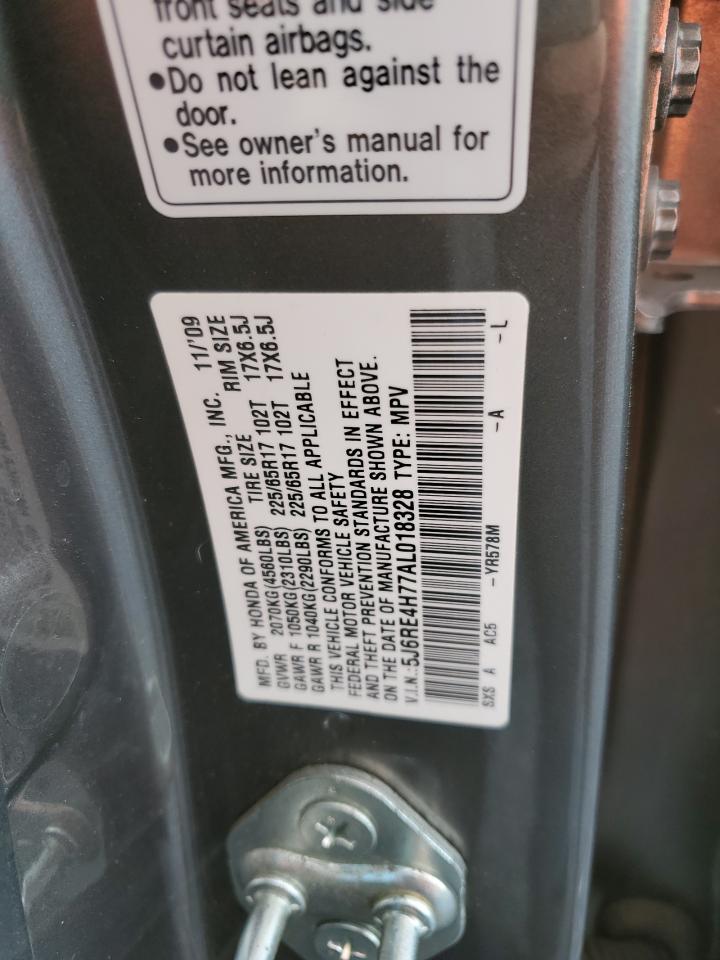 front seats and side
curtain airbags.
●Do not lean against the
door.
●See owner's manual for
more information.
MFD. BY HONDA OF AMERICA MFG., INC. 11/'09
GVWR 2070KG(4560LBS) TIRE SIZE RIM SIZE
GAWR F 1050KG(2310LBS) 225/65R17 102T 17X6.5J
GAWR R 1040KG(2290LBS) 225/65R17 102T 17X6.5J
THIS VEHICLE CONFORMS TO ALL APPLICABLE
FEDERAL MOTOR VEHICLE SAFETY
AND THEFT PREVENTION STANDARDS IN EFFECT
ON THE DATE OF MANUFACTURE SHOWN ABOVE.
V.I.N.:5J6RE4H77AL018328 TYPE: MPV
SXS A AC5 -YR578M -A -L